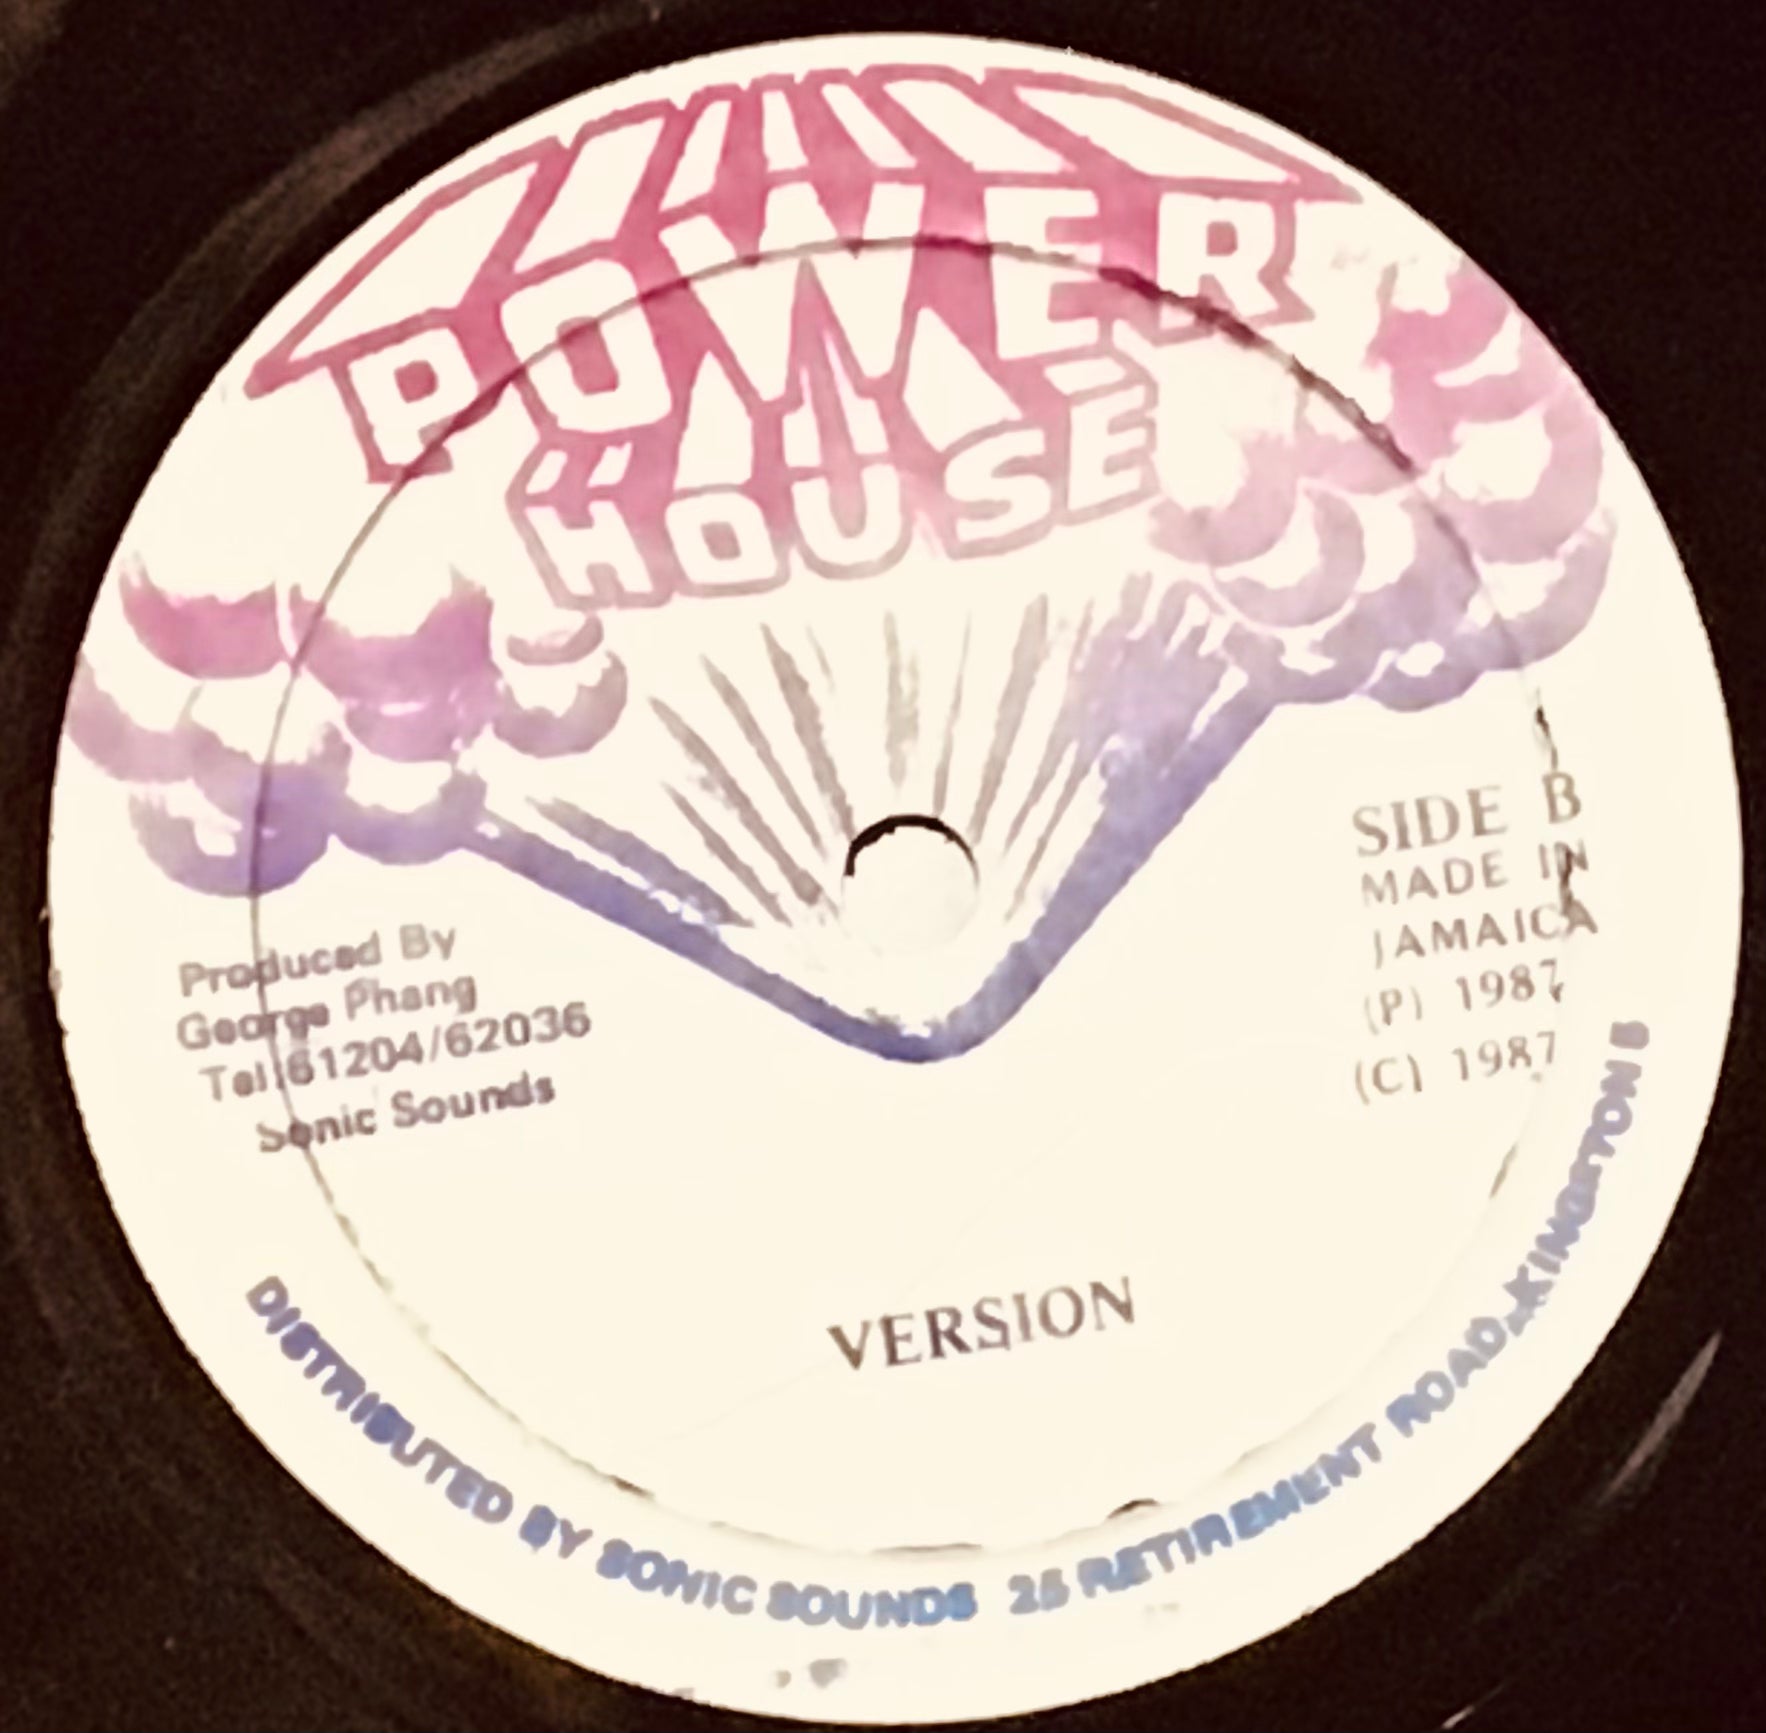 POWER
HOUSE
Produced By
George Phang
Tel:61204/62036
Sonic Sounds
SIDE B
MADE IN
JAMAICA
(P) 1987
(C) 1987
VERSION
DISTRIBUTED BY SONIC SOUNDS 25 RETIREMENT ROAD, KINGSTON 5